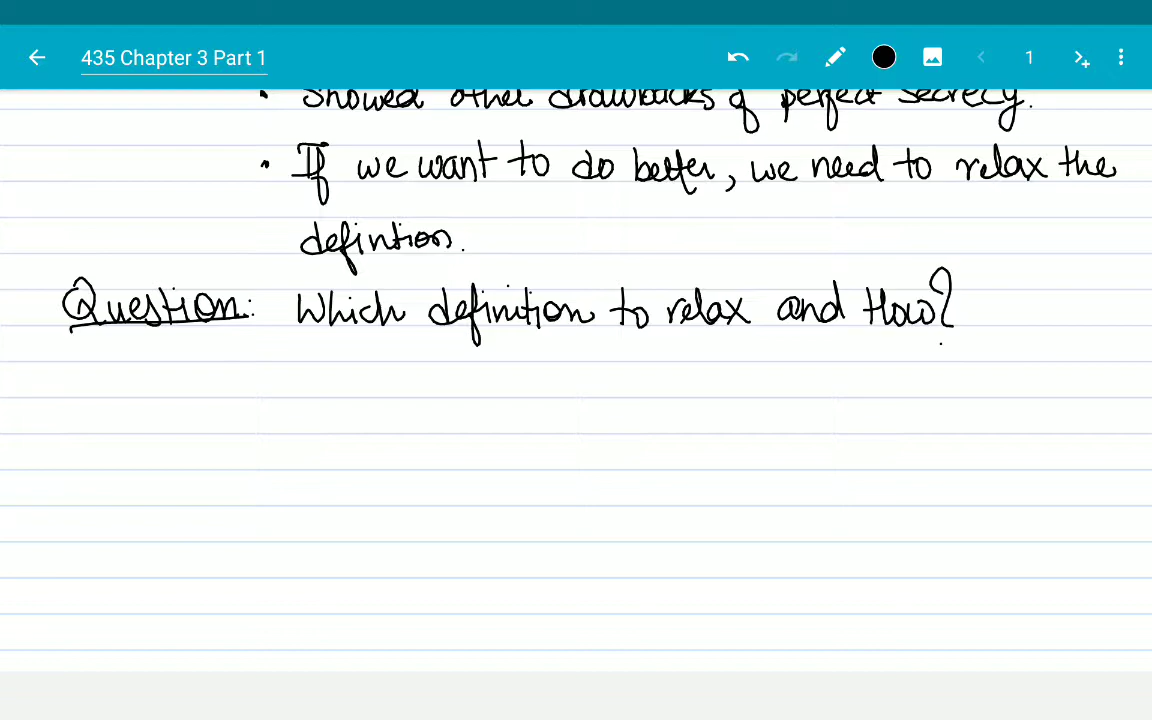 435 Chapter 3 Part 1
1
• Showed other drawbacks of perfect secrecy.
• If we want to do better, we need to relax the
defintion.
Question: Which definition to relax and How?